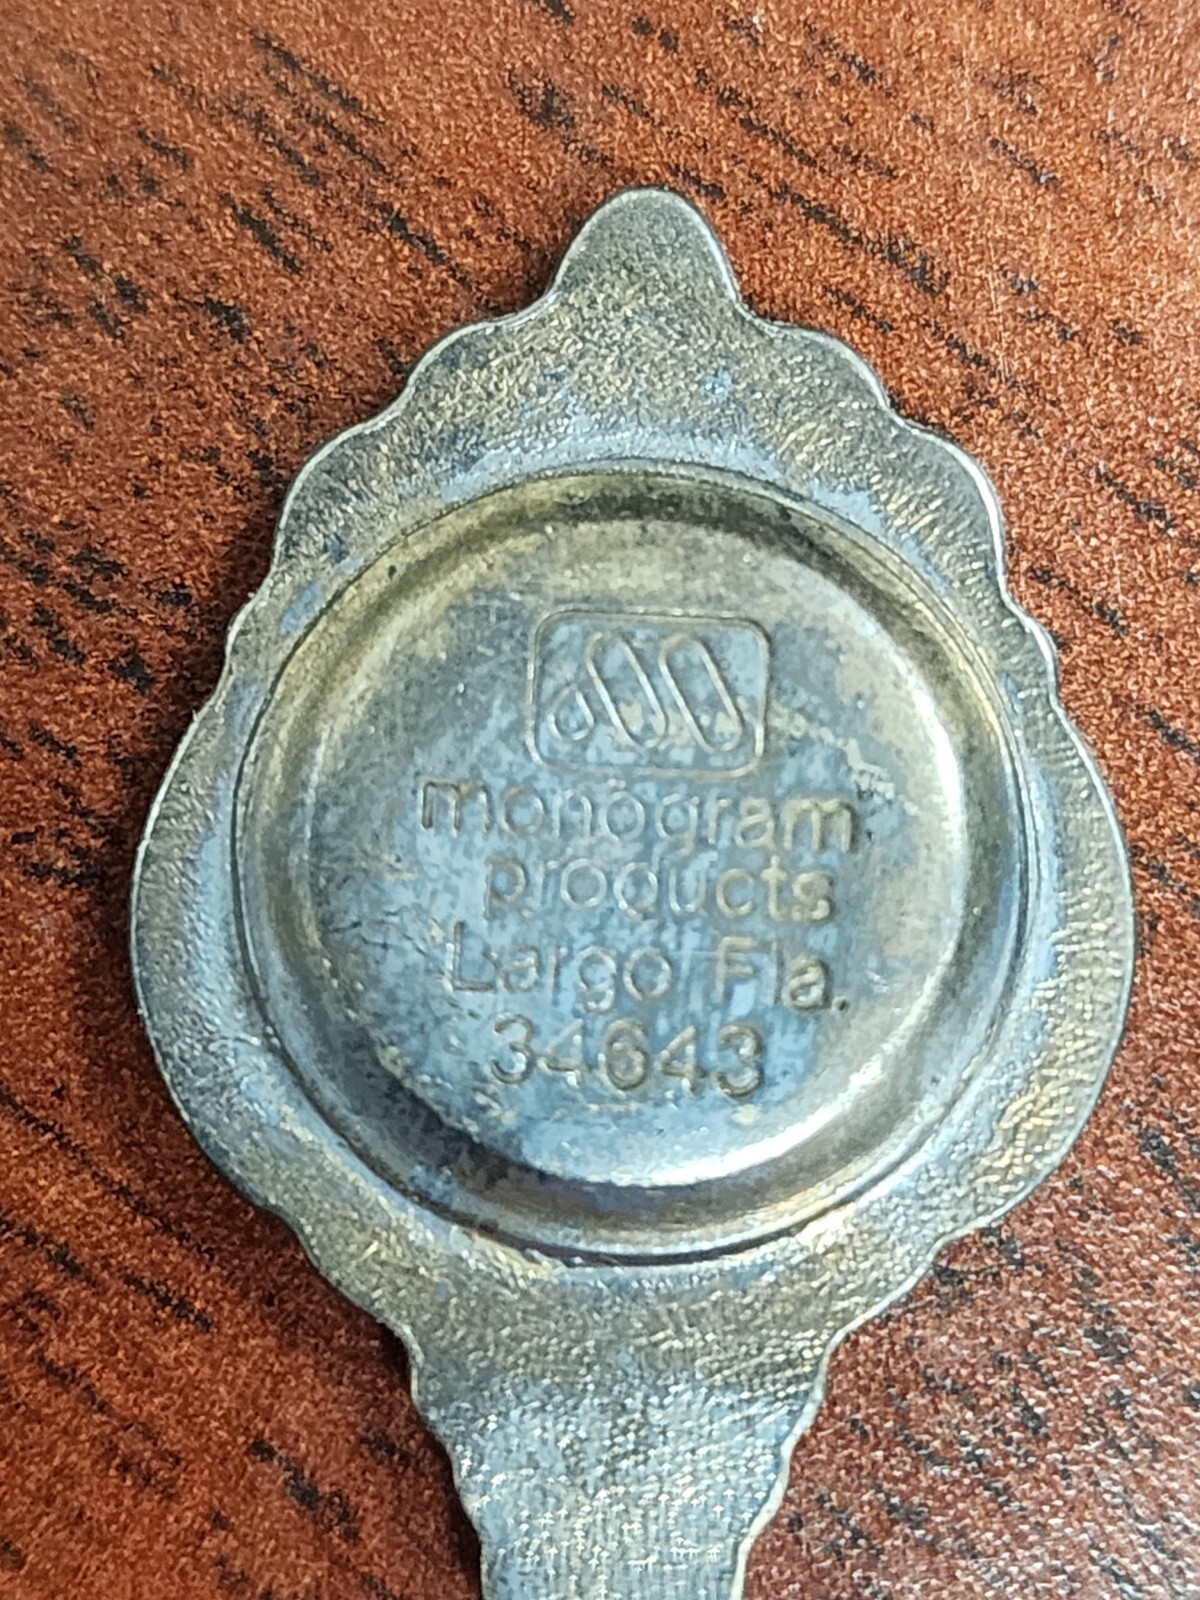 monogram
products
Largo Fla.
34643